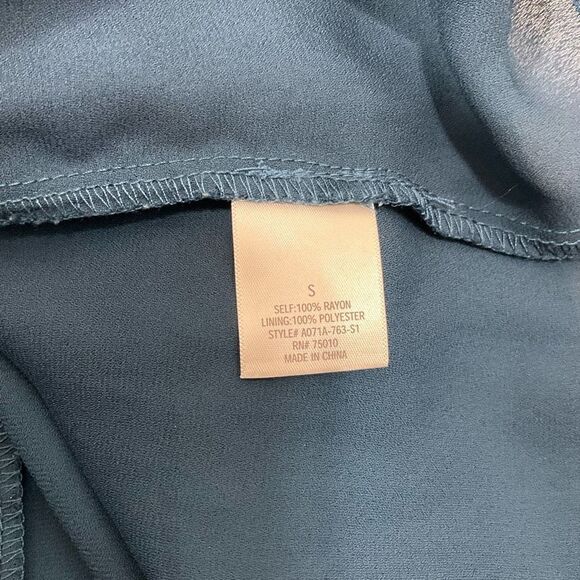 S
SELF:100% RAYON
LINING:100% POLYESTER
STYLE# A071A-763-S1
RN# 75010
MADE IN CHINA